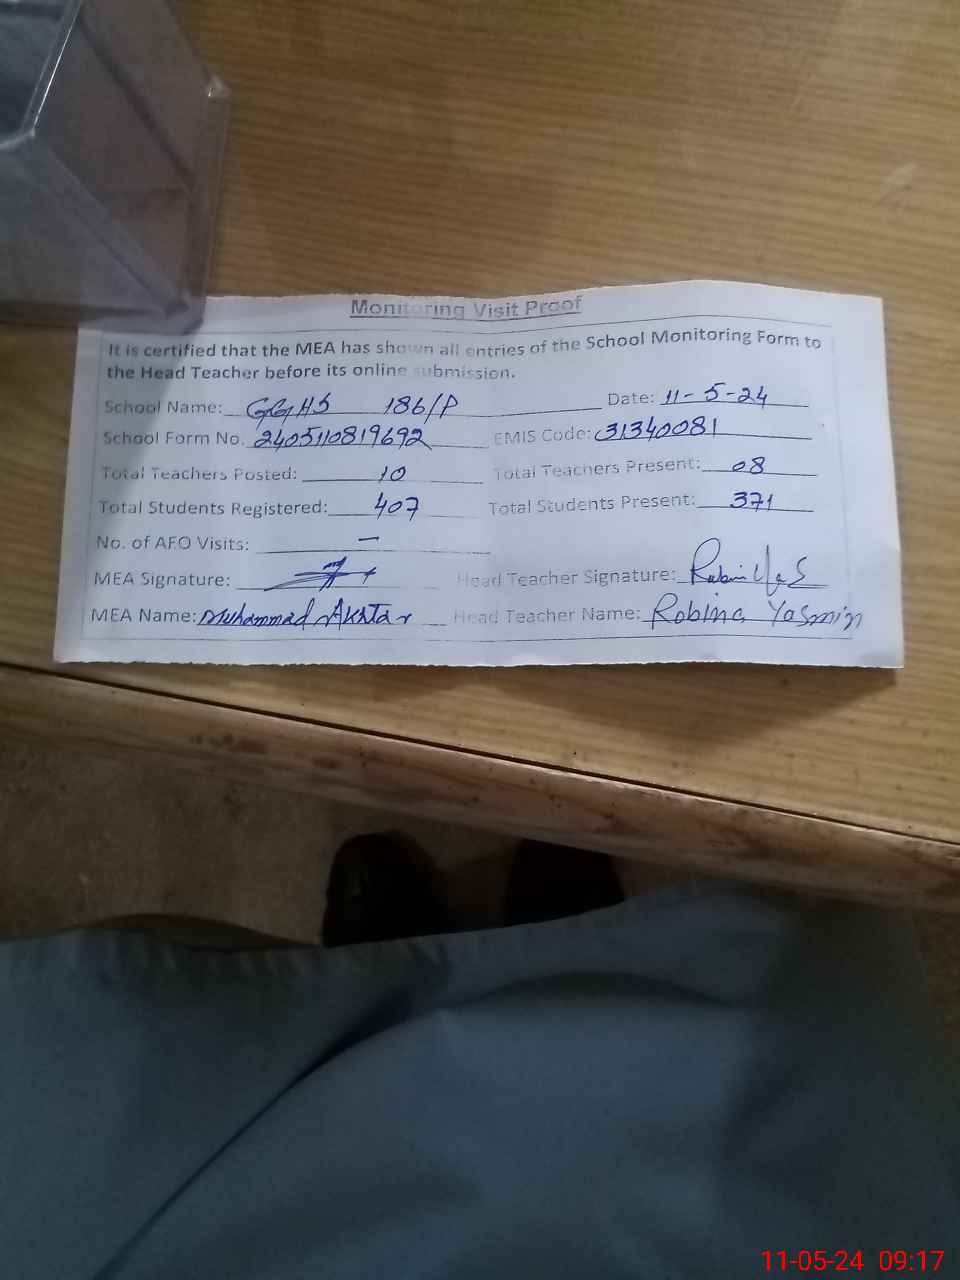 Monitoring Visit Proof
It is certified that the MEA has shown all entries of the School Monitoring Form to
the Head Teacher before its online submission.
School Name: GGHS 186/P Date: 11-5-24
School Form No. 2405110819692 EMIS Code: 31340081
Total Teachers Posted: 10 Total Teachers Present: 08
Total Students Registered: 407 Total Students Present: 371
No. of AEO Visits: –
MEA Signature: Head Teacher Signature:
MEA Name: Muhammad Akhtar Head Teacher Name: Robina Yasmin
11-05-24 09:17